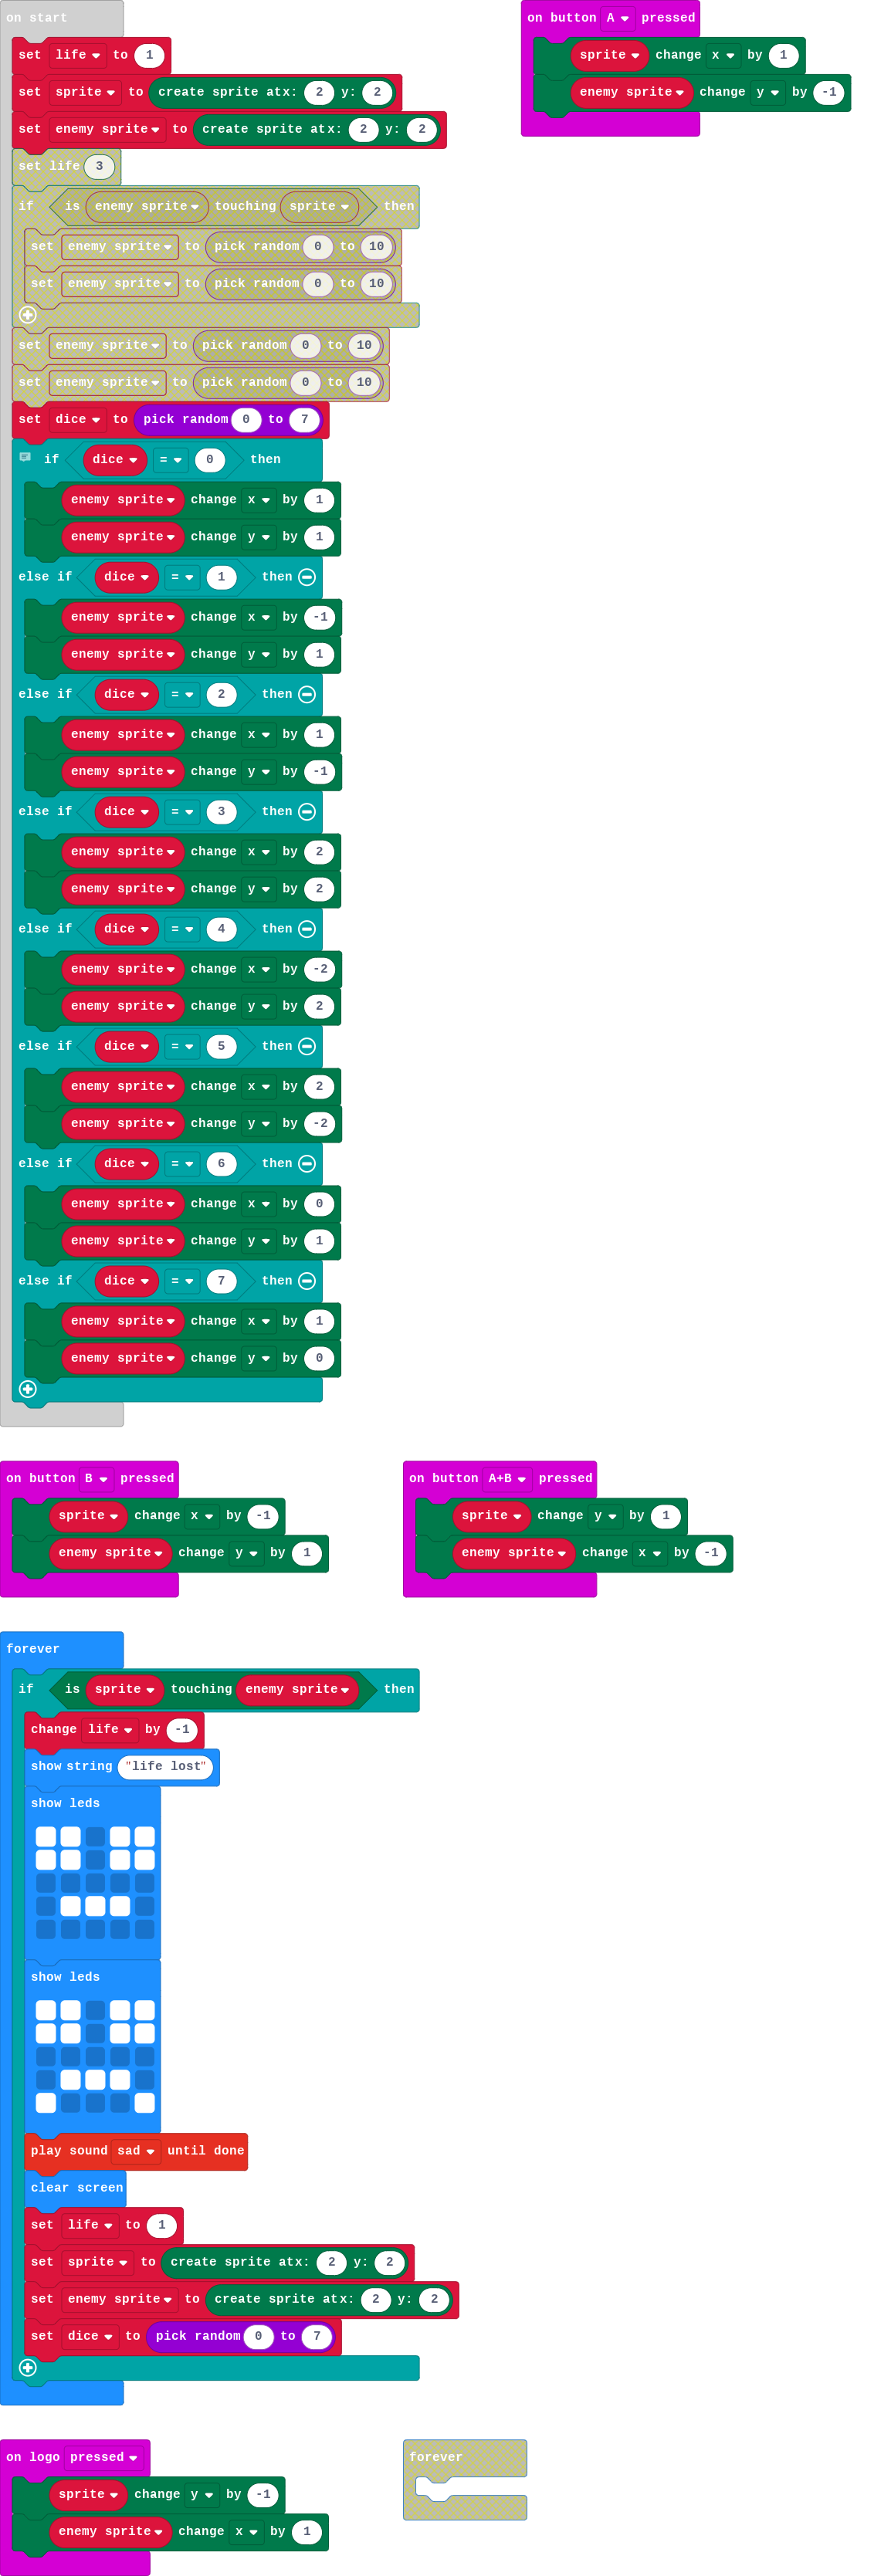 on start
set life to 1
set sprite to create sprite at x: 2 y: 2
set enemy sprite to create sprite at x: 2 y: 2
set life 3
if is enemy sprite touching sprite then
set enemy sprite to pick random 0 to 10
set enemy sprite to pick random 0 to 10
set enemy sprite to pick random 0 to 10
set enemy sprite to pick random 0 to 10
set dice to pick random 0 to 7
if dice = 0 then
enemy sprite change x by 1
enemy sprite change y by 1
else if dice = 1 then
enemy sprite change x by -1
enemy sprite change y by 1
else if dice = 2 then
enemy sprite change x by 1
enemy sprite change y by -1
else if dice = 3 then
enemy sprite change x by 2
enemy sprite change y by 2
else if dice = 4 then
enemy sprite change x by -2
enemy sprite change y by 2
else if dice = 5 then
enemy sprite change x by 2
enemy sprite change y by -2
else if dice = 6 then
enemy sprite change x by 0
enemy sprite change y by 1
else if dice = 7 then
enemy sprite change x by 1
enemy sprite change y by 0
on button A pressed
sprite change x by 1
enemy sprite change y by -1
on button B pressed
sprite change x by -1
enemy sprite change y by 1
on button A+B pressed
sprite change y by 1
enemy sprite change x by -1
forever
if is sprite touching enemy sprite then
change life by -1
show string "life lost"
show leds
show leds
play sound sad until done
clear screen
set life to 1
set sprite to create sprite at x: 2 y: 2
set enemy sprite to create sprite at x: 2 y: 2
set dice to pick random 0 to 7
on logo pressed
sprite change y by -1
enemy sprite change x by 1
forever